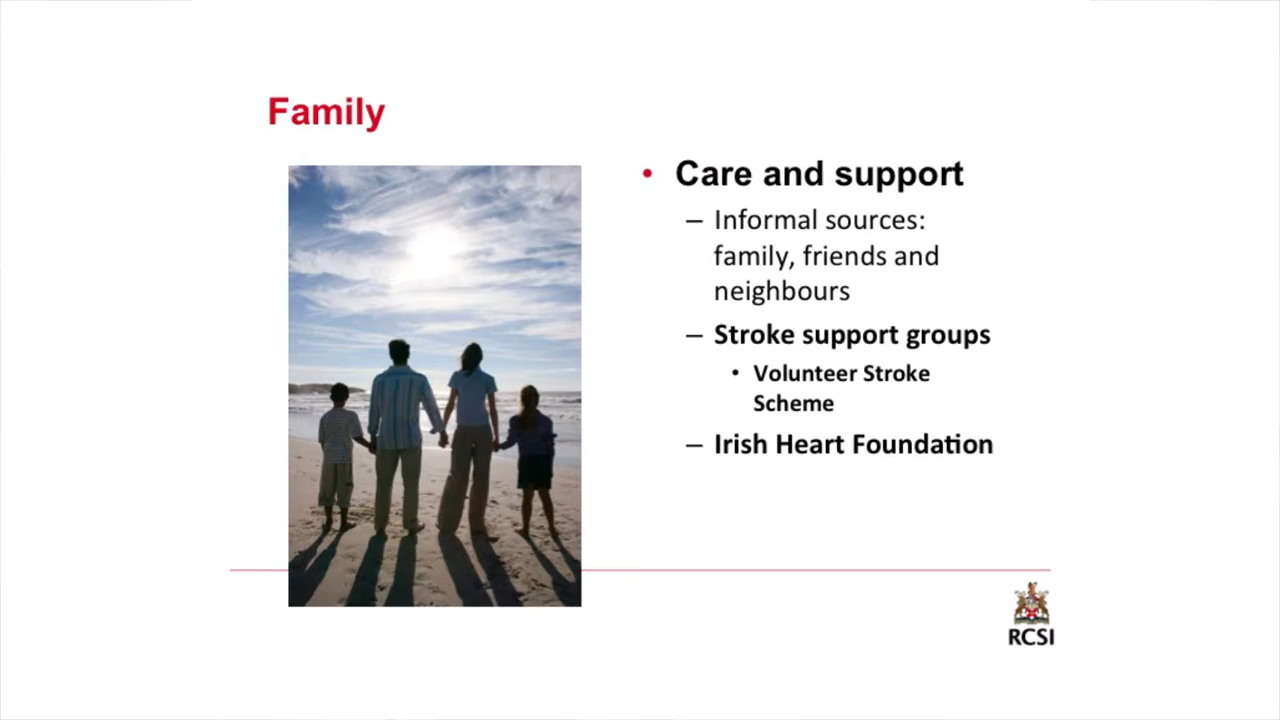 Family
• Care and support
– Informal sources:
family, friends and
neighbours
– Stroke support groups
• Volunteer Stroke
Scheme
– Irish Heart Foundation
RCSI